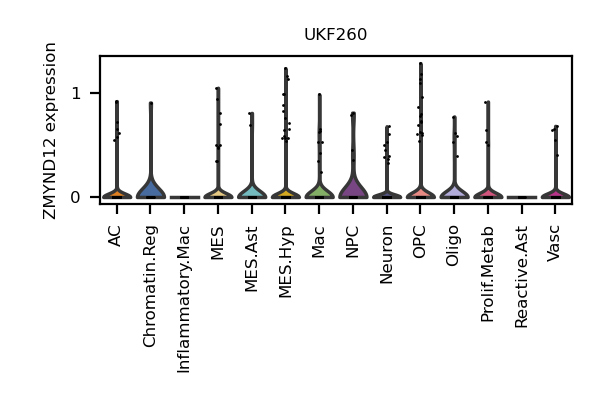 UKF260
ZMYND12 expression
1
0
AC
Chromatin.Reg
Inflammatory.Mac
MES
MES.Ast
MES.Hyp
Mac
NPC
Neuron
OPC
Oligo
Prolif.Metab
Reactive.Ast
Vasc